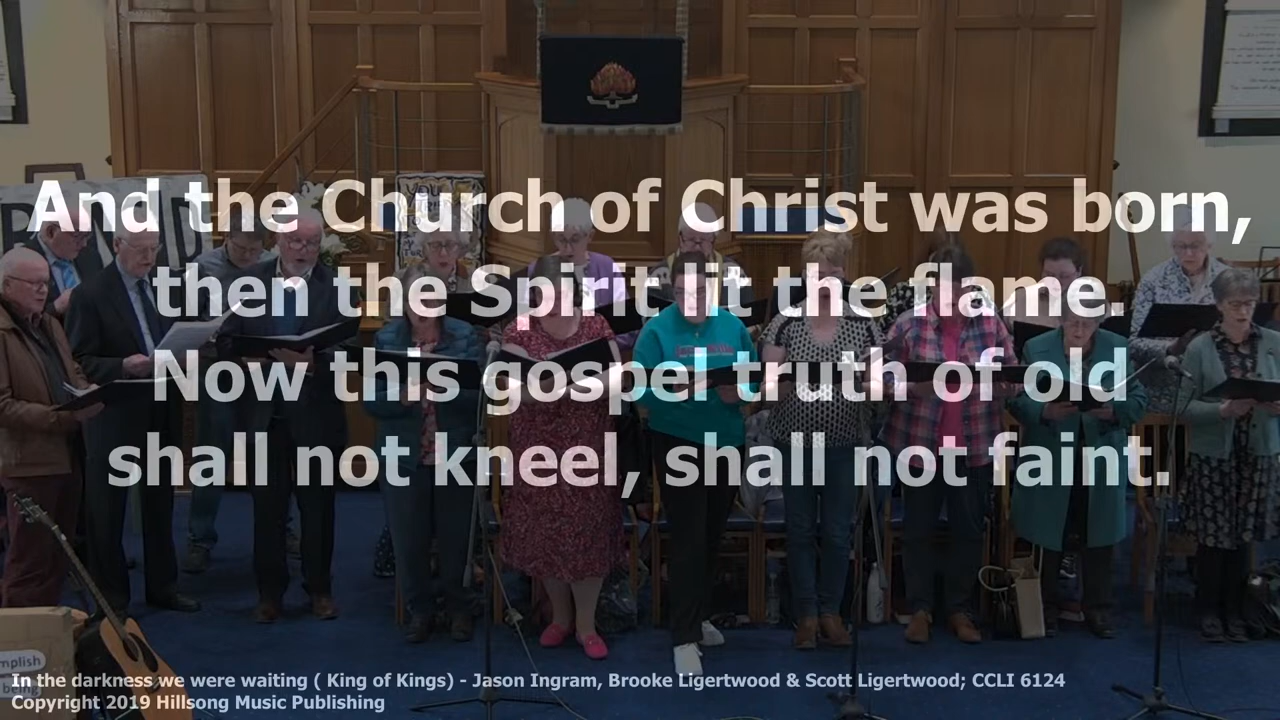 And the Church of Christ was born,
then the Spirit lit the flame.
Now this gospel truth of old
shall not kneel, shall not faint.
mplish
being
In the darkness we were waiting ( King of Kings) - Jason Ingram, Brooke Ligertwood & Scott Ligertwood; CCLI 6124
Copyright 2019 Hillsong Music Publishing